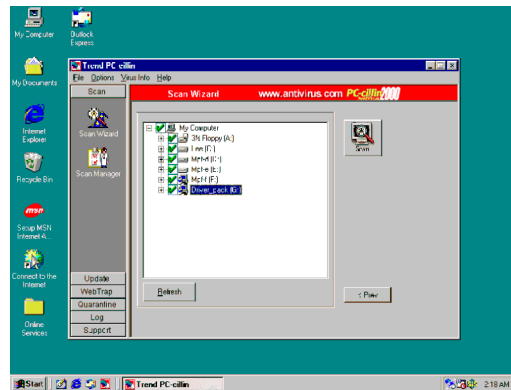 My Computer
Outlook
Express
My Documents
Internet
Explorer
Recycle Bin
msn
Setup MSN
Internet A...
Connect to the
Internet
Online
Services
Trend PC-cillin
File Options Virus Info Help
Scan
Scan Wizard
Scan Manager
Update
WebTrap
Quarantine
Log
Support
Scan Wizard www.antivirus.com PC-cillin 2000
My Computer
3½ Floppy (A:)
(C:)
(D:)
(E:)
(F:)
Driver_pack (G:)
Refresh
Scan
< Prev
Start
Trend PC-cillin
2:18 AM